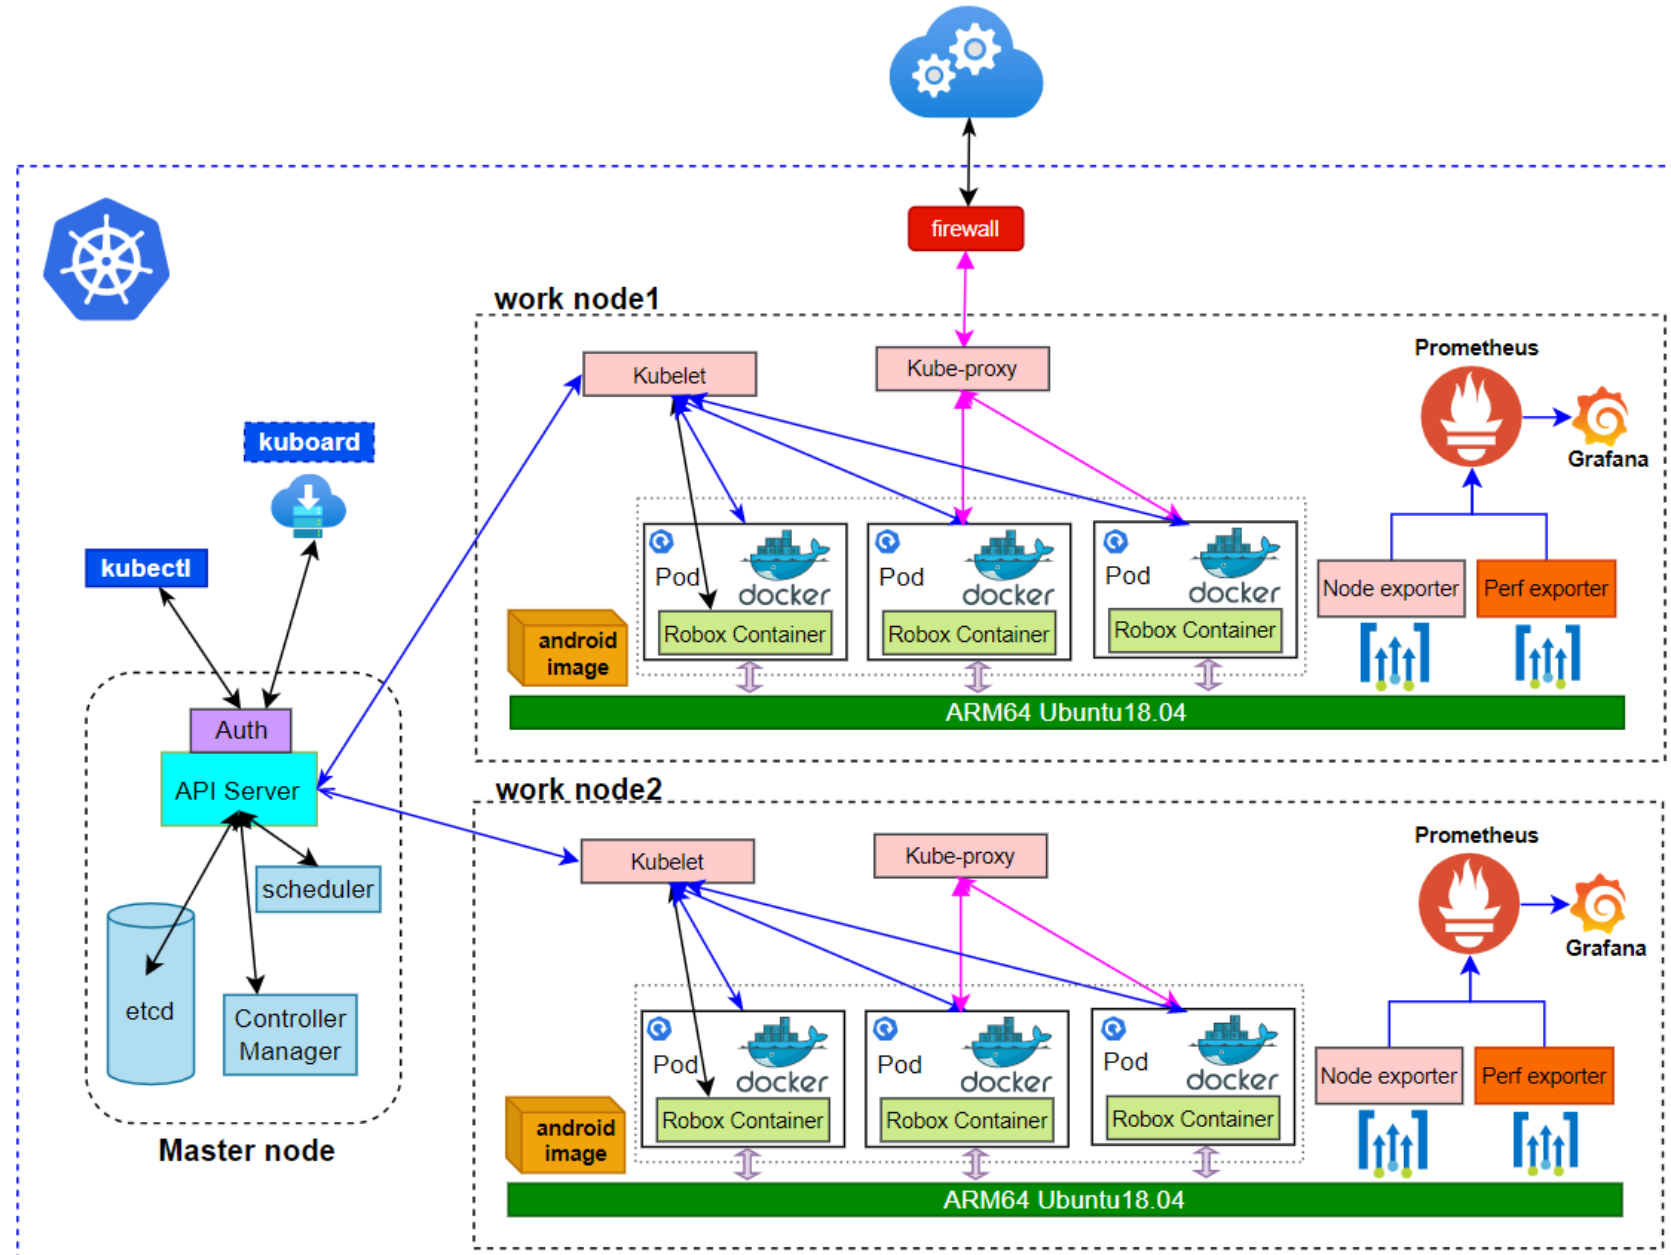 firewall
work node1
Kubelet
Kube-proxy
Prometheus
Grafana
kuboard
kubectl
Pod
docker
Robox Container
Pod
docker
Robox Container
Pod
docker
Robox Container
Node exporter
Perf exporter
android
image
ARM64 Ubuntu18.04
Auth
API Server
scheduler
etcd
Controller
Manager
Master node
work node2
Kubelet
Kube-proxy
Prometheus
Grafana
Pod
docker
Robox Container
Pod
docker
Robox Container
Pod
docker
Robox Container
Node exporter
Perf exporter
android
image
ARM64 Ubuntu18.04